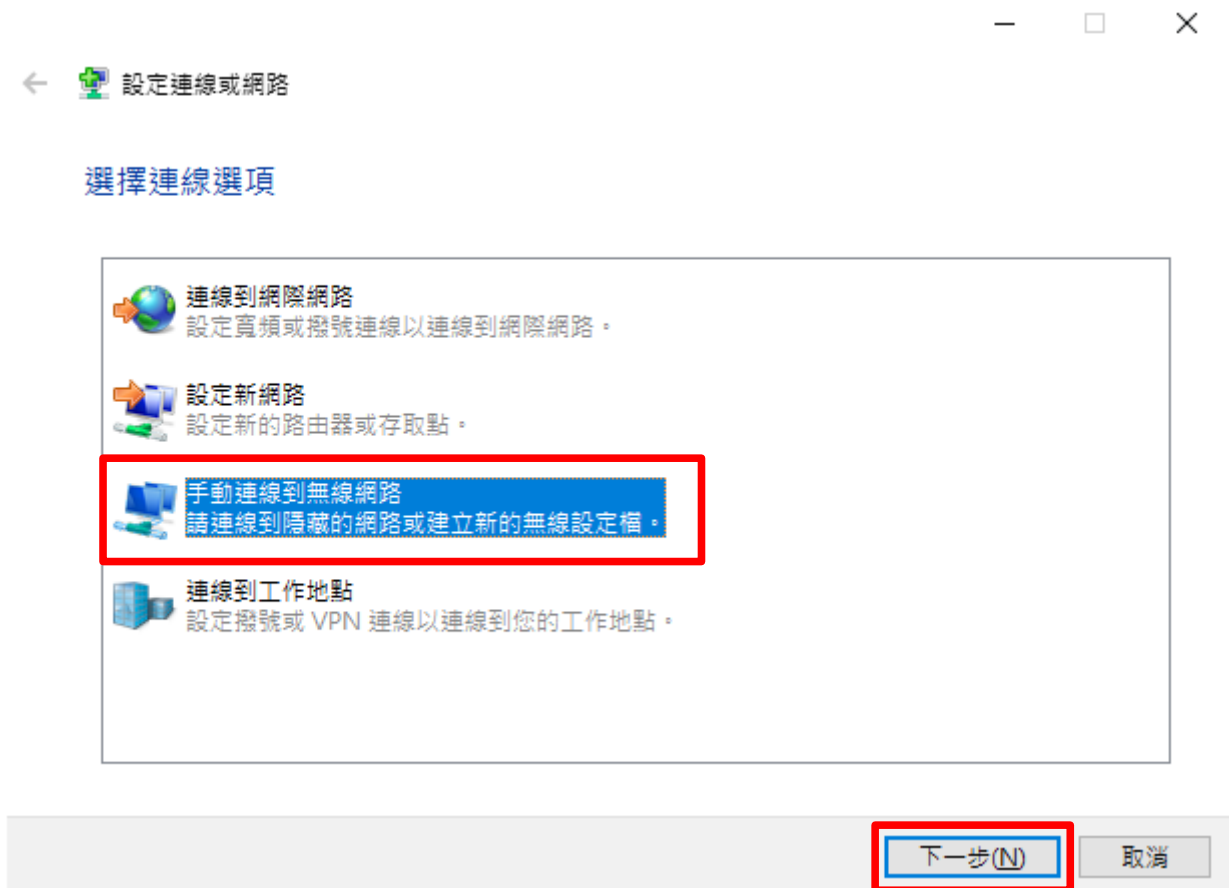 設定連線或網路
選擇連線選項
連線到網際網路
設定寬頻或撥號連線以連線到網際網路。
設定新網路
設定新的路由器或存取點。
手動連線到無線網路
請連線到隱藏的網路或建立新的無線設定檔。
連線到工作地點
設定撥號或 VPN 連線以連線到您的工作地點。
下一步(N)
取消